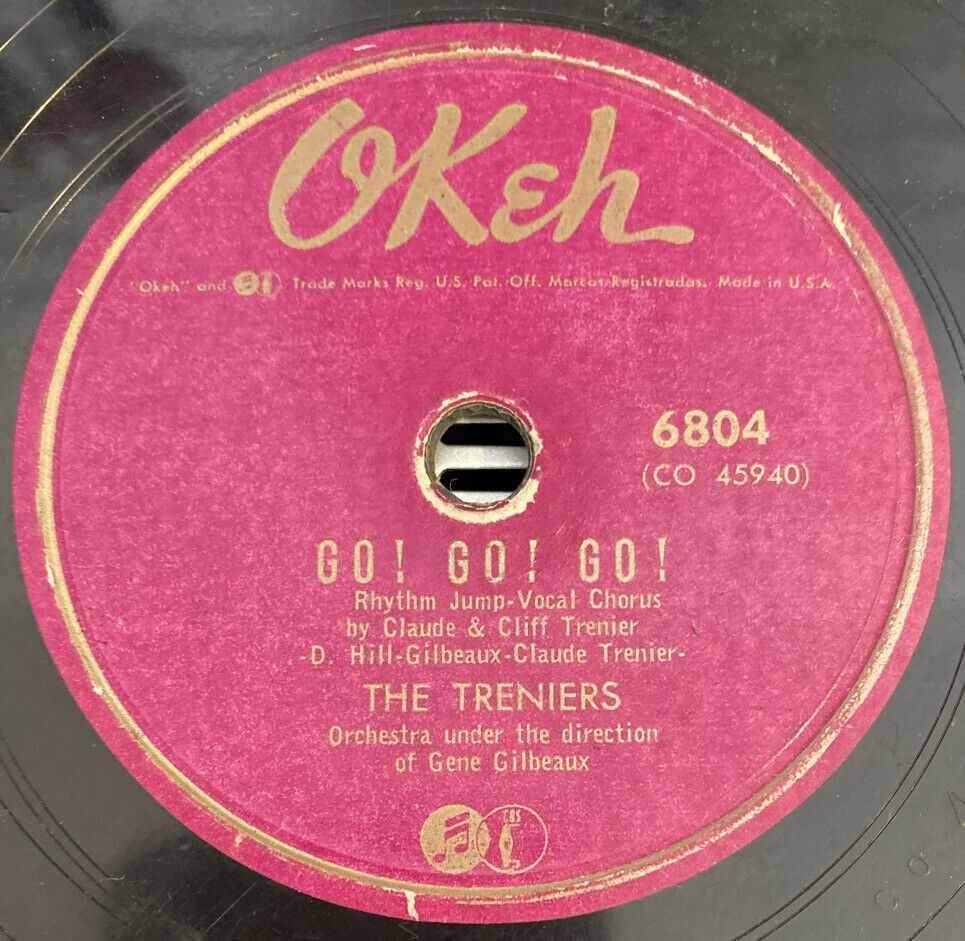 OKeh
"Okeh" and Trade Marks Reg. U.S. Pat. Off. Marcas Registradas. Made in U.S.A.
6804
(CO 45940)
GO! GO! GO!
Rhythm Jump-Vocal Chorus
by Claude & Cliff Trenier
-D. Hill-Gilbeaux-Claude Trenier-
THE TRENIERS
Orchestra under the direction
of Gene Gilbeaux
CBS